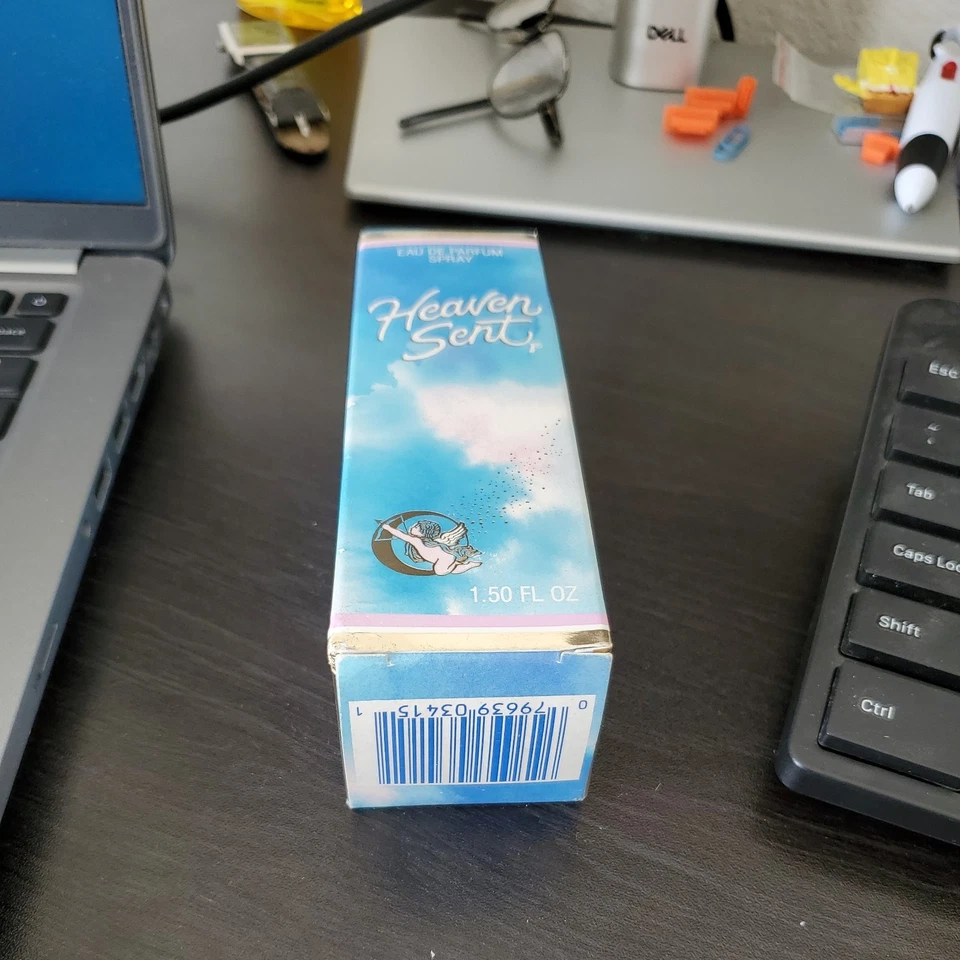 DELL
EAU DE PARFUM
SPRAY
Heaven
Sent
1.50 FL OZ
0 79639 03415 1
Esc
Tab
Caps Loc
Shift
Ctrl